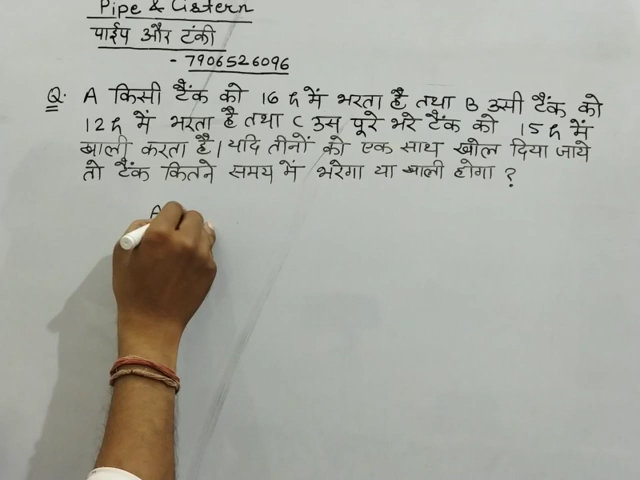 Pipe & Cistern
पाईप और टंकी
- 7906526096
Q. A किसी टैंक को 16 h में भरता है तथा B उसी टैंक को
12 h में भरता है तथा C उस पूरे भरे टैंक को 15 h में
खाली करता है। यदि तीनों को एक साथ खोल दिया जाये
तो टैंक कितने समय में भरेगा या खाली होगा ?
A